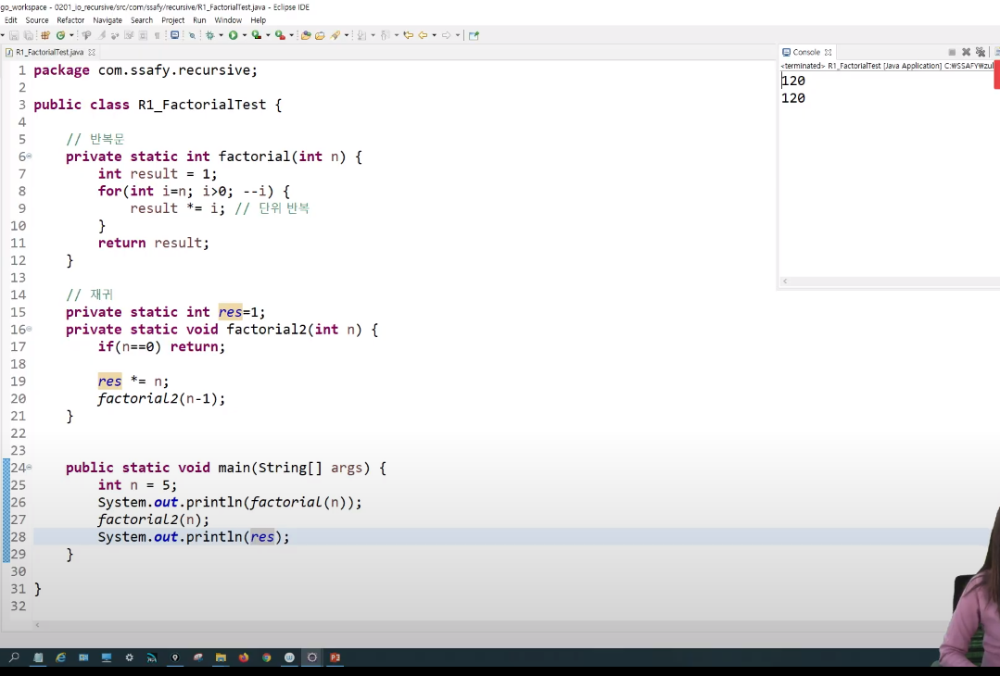 go_workspace - 0201_io_recursive/src/com/ssafy/recursive/R1_FactorialTest.java - Eclipse IDE
Edit Source Refactor Navigate Search Project Run Window Help
R1_FactorialTest.java
1 package com.ssafy.recursive;
2
3 public class R1_FactorialTest {
4
5 // 반복문
6 private static int factorial(int n) {
7 int result = 1;
8 for(int i=n; i>0; --i) {
9 result *= i; // 단위 반복
10 }
11 return result;
12 }
13
14 // 재귀
15 private static int res=1;
16 private static void factorial2(int n) {
17 if(n==0) return;
18
19 res *= n;
20 factorial2(n-1);
21 }
22
23
24 public static void main(String[] args) {
25 int n = 5;
26 System.out.println(factorial(n));
27 factorial2(n);
28 System.out.println(res);
29 }
30
31 }
32
Console
<terminated> R1_FactorialTest [Java Application] C:₩SSAFY₩zul
120
120